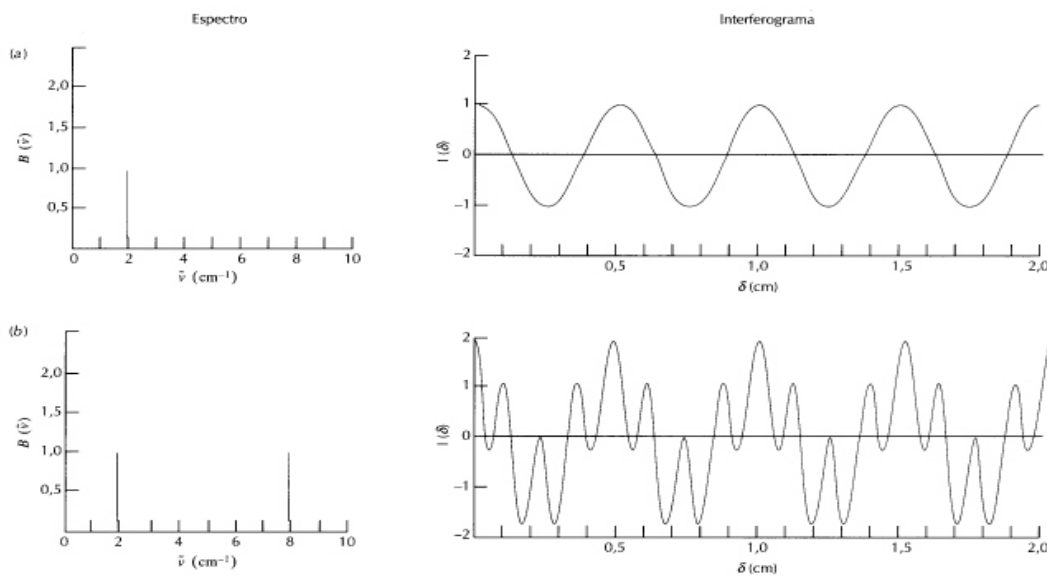 Espectro
Interferograma
(a)
2,0
1,5
1,0
0,5
B (ṽ)
0 2 4 6 8 10
ṽ (cm⁻¹)
2
1
0
−1
−2
I (δ)
0,5 1,0 1,5 2,0
δ (cm)
(b)
2,0
1,5
1,0
0,5
B (ṽ)
0 2 4 6 8 10
ṽ (cm⁻¹)
2
1
0
−1
−2
I (δ)
0,5 1,0 1,5 2,0
δ (cm)